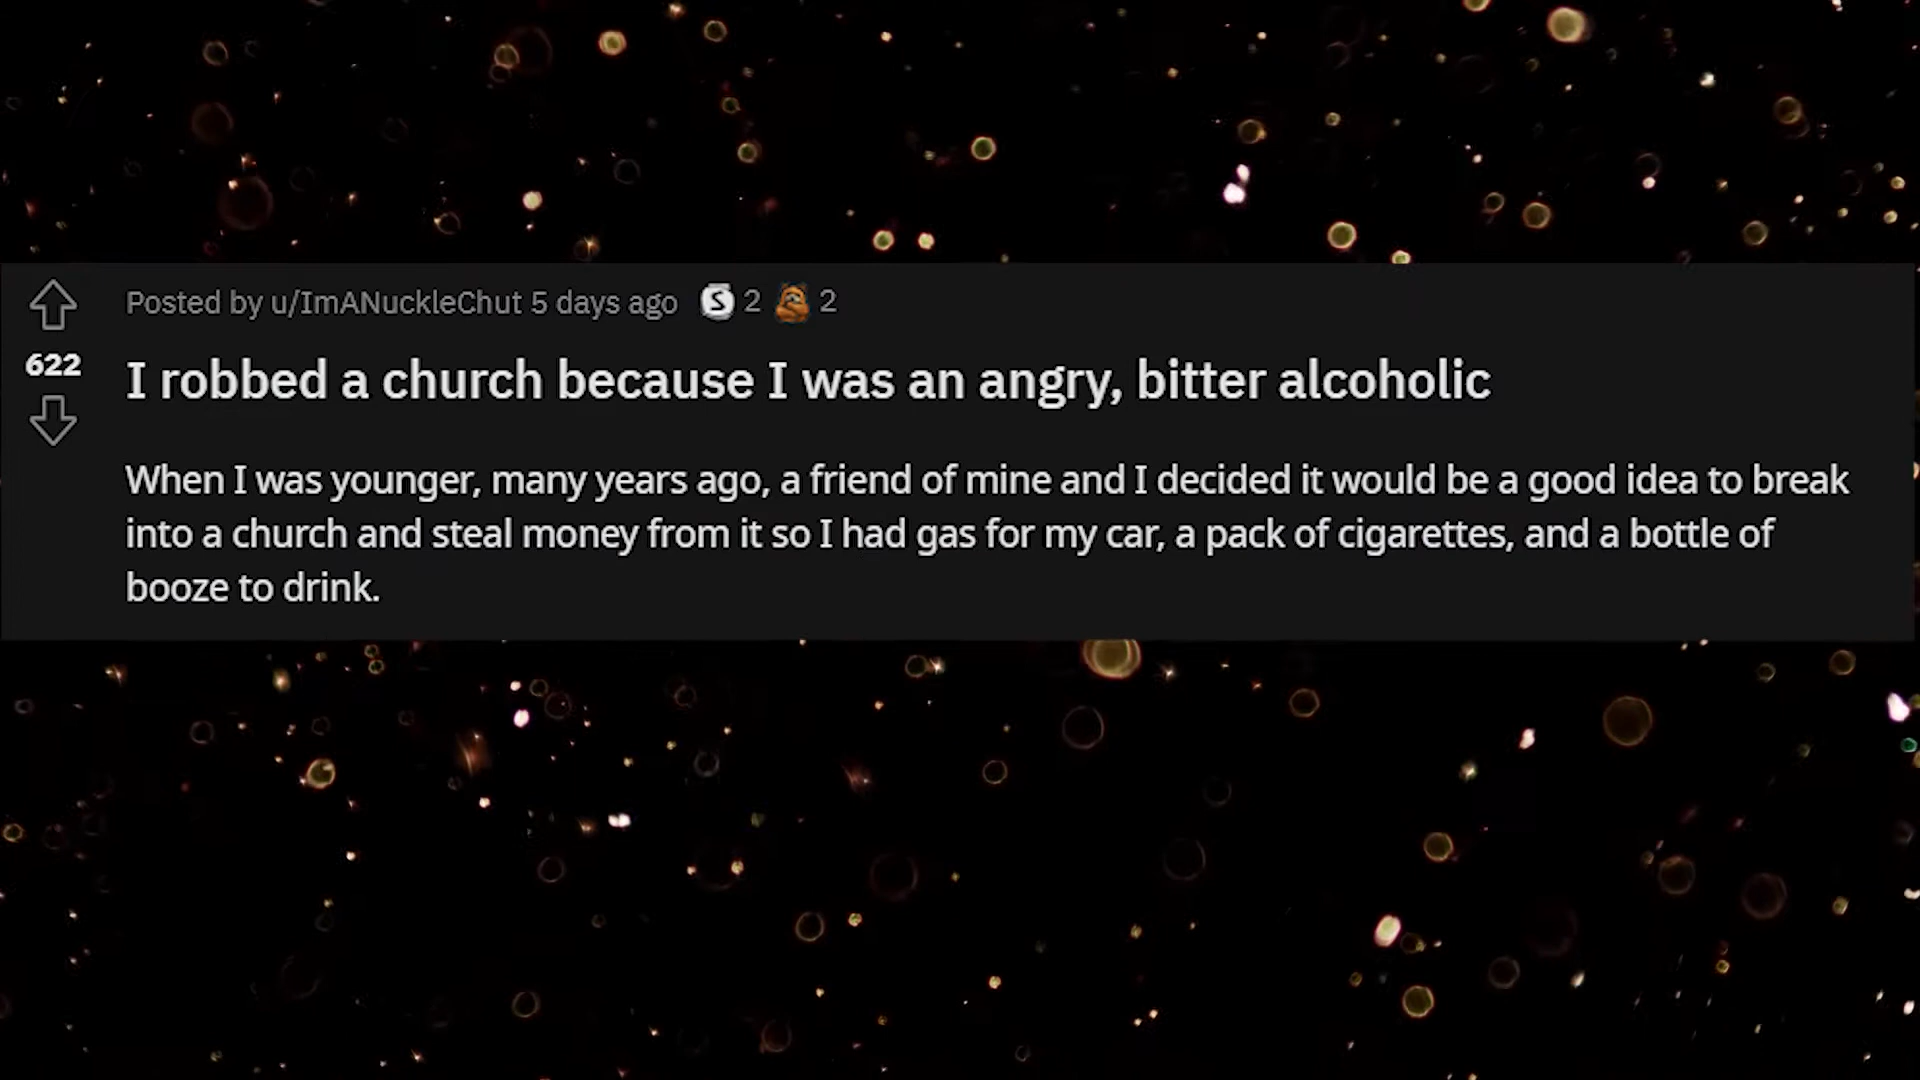 Posted by u/ImANuckleChut 5 days ago S 2 2
622
I robbed a church because I was an angry, bitter alcoholic
When I was younger, many years ago, a friend of mine and I decided it would be a good idea to break
into a church and steal money from it so I had gas for my car, a pack of cigarettes, and a bottle of
booze to drink.